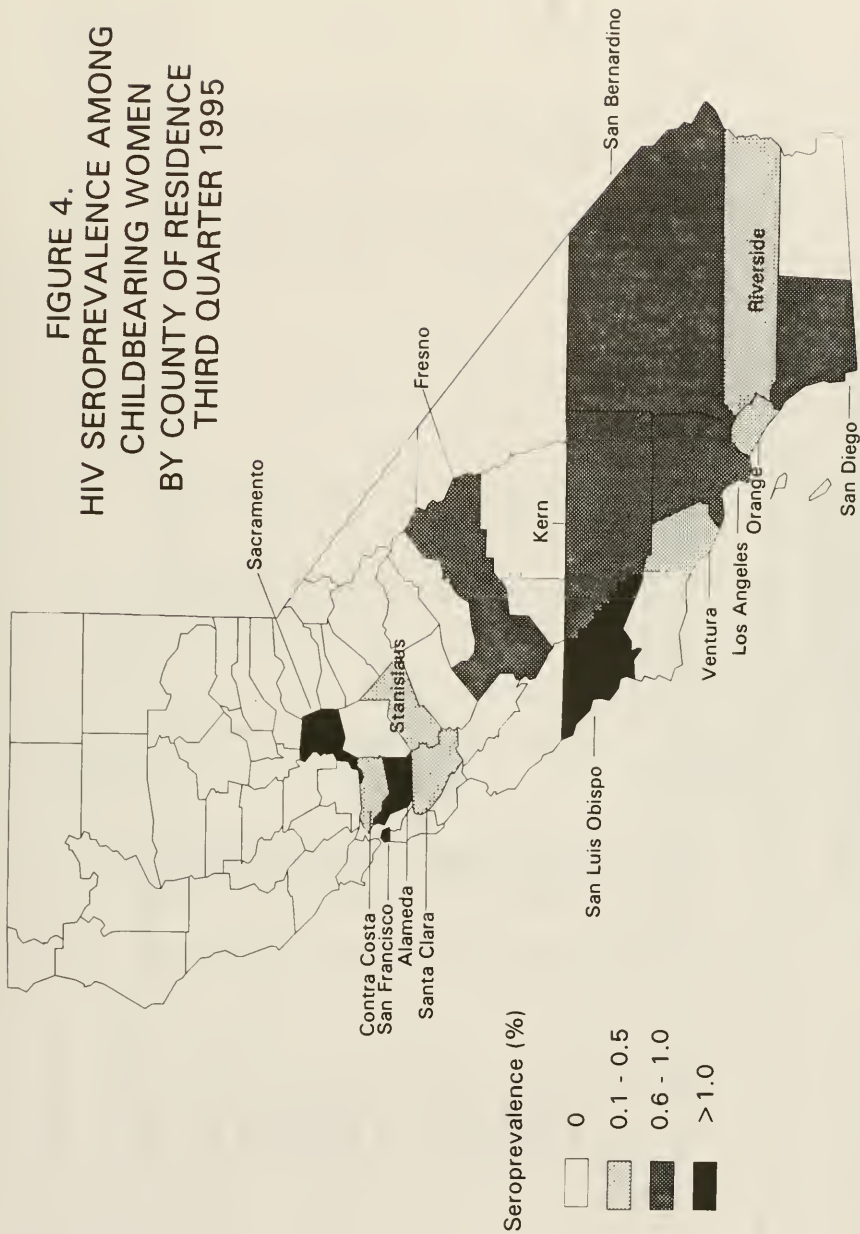 FIGURE 4.
HIV SEROPREVALENCE AMONG
CHILDBEARING WOMEN
BY COUNTY OF RESIDENCE
THIRD QUARTER 1995
Sacramento
Fresno
San Bernardino
Contra Costa
San Francisco
Alameda
Santa Clara
Stanislaus
Kern
Riverside
San Luis Obispo
Ventura
Los Angeles
Orange
San Diego
Seroprevalence (%)
0
0.1 - 0.5
0.6 - 1.0
>1.0